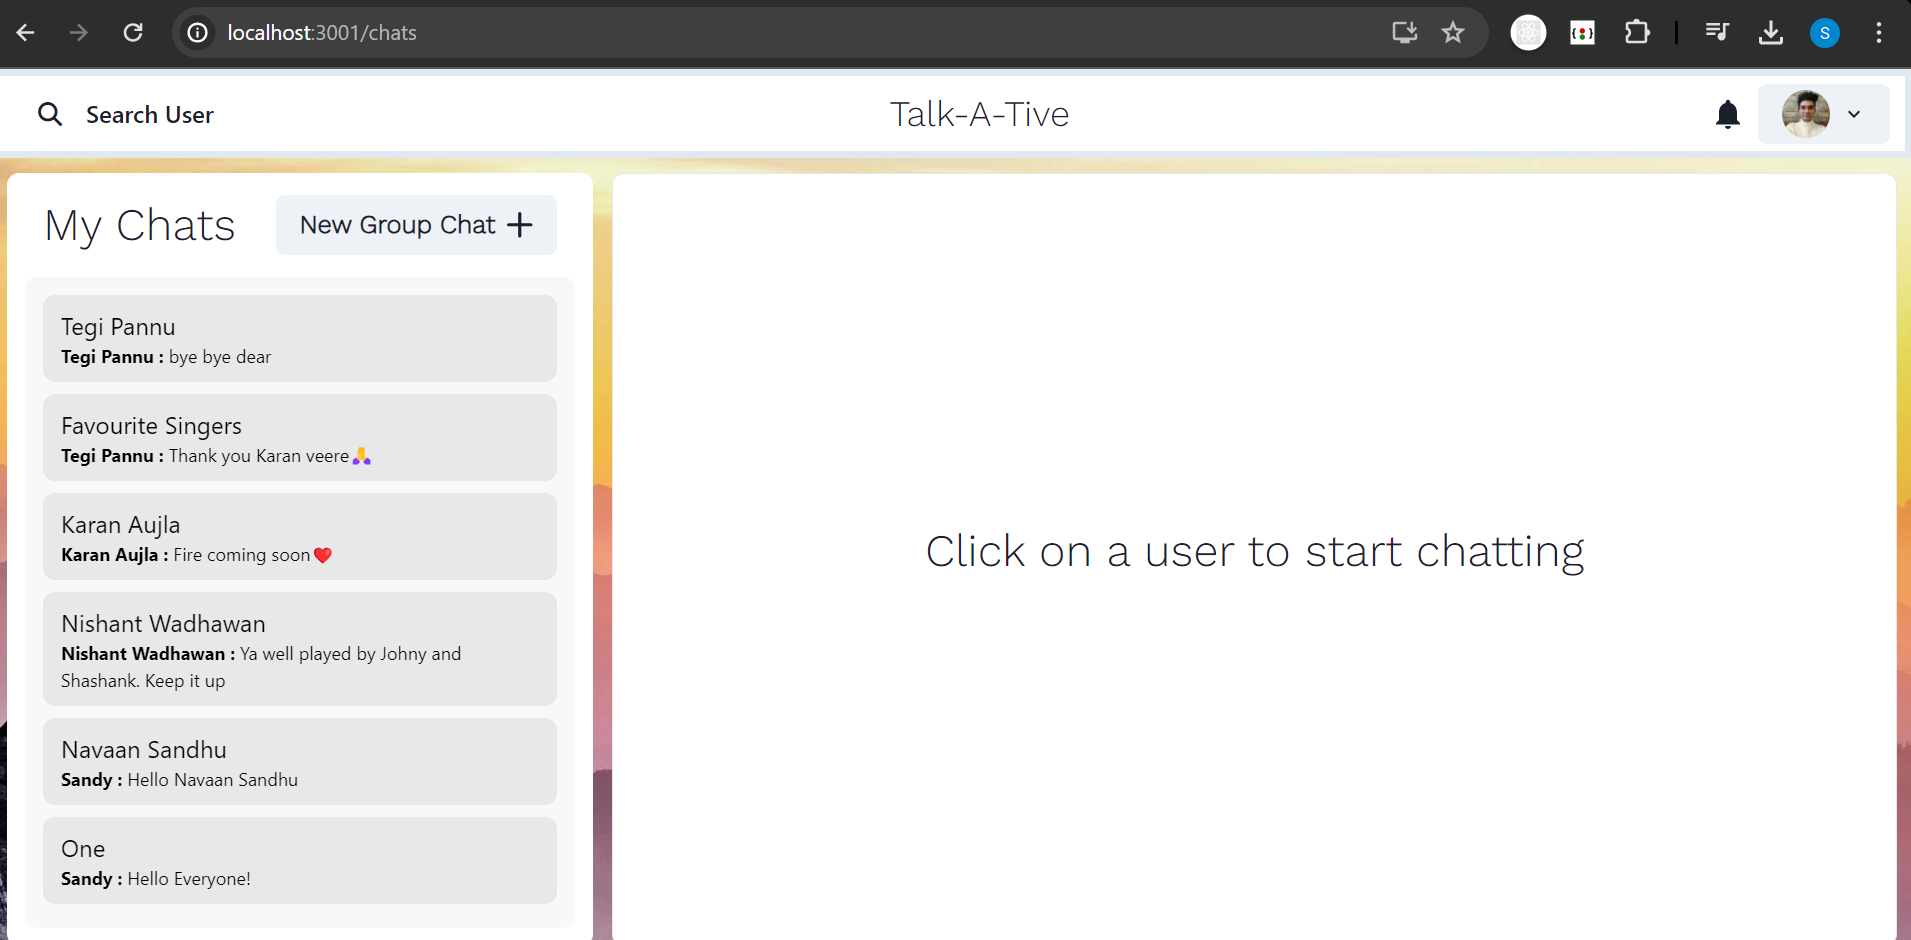 localhost:3001/chats
S
Search User
Talk-A-Tive
My Chats
New Group Chat
Tegi Pannu
Tegi Pannu : bye bye dear
Favourite Singers
Tegi Pannu : Thank you Karan veere🙏
Karan Aujla
Karan Aujla : Fire coming soon❤️
Nishant Wadhawan
Nishant Wadhawan : Ya well played by Johny and
Shashank. Keep it up
Navaan Sandhu
Sandy : Hello Navaan Sandhu
One
Sandy : Hello Everyone!
Click on a user to start chatting